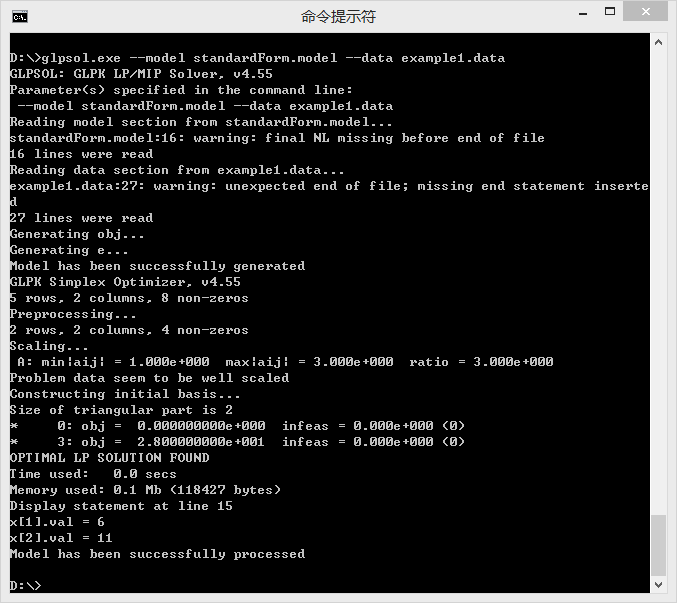 命令提示符
D:\>glpsol.exe --model standardForm.model --data example1.data
GLPSOL: GLPK LP/MIP Solver, v4.55
Parameter(s) specified in the command line:
 --model standardForm.model --data example1.data
Reading model section from standardForm.model...
standardForm.model:16: warning: final NL missing before end of file
16 lines were read
Reading data section from example1.data...
example1.data:27: warning: unexpected end of file; missing end statement inserte
d
27 lines were read
Generating obj...
Generating e...
Model has been successfully generated
GLPK Simplex Optimizer, v4.55
5 rows, 2 columns, 8 non-zeros
Preprocessing...
2 rows, 2 columns, 4 non-zeros
Scaling...
 A: min|aij| = 1.000e+000  max|aij| = 3.000e+000  ratio = 3.000e+000
Problem data seem to be well scaled
Constructing initial basis...
Size of triangular part is 2
*     0: obj =  0.000000000e+000  infeas = 0.000e+000 (0)
*     3: obj =  2.800000000e+001  infeas = 0.000e+000 (0)
OPTIMAL LP SOLUTION FOUND
Time used:   0.0 secs
Memory used: 0.1 Mb (118427 bytes)
Display statement at line 15
x[1].val = 6
x[2].val = 11
Model has been successfully processed
D:\>